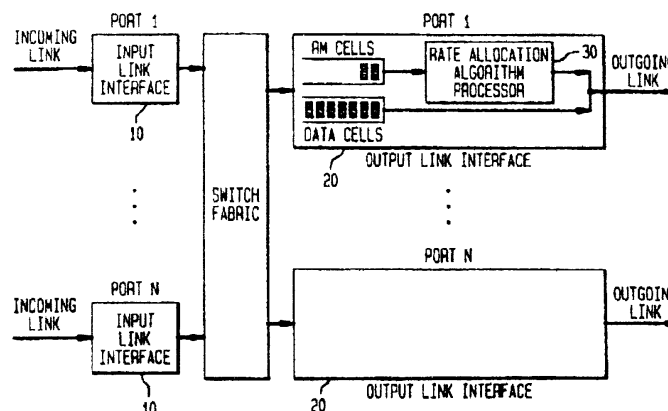 PORT 1
INCOMING
LINK
INPUT
LINK
INTERFACE
10
SWITCH
FABRIC
PORT 1
RM CELLS
RATE ALLOCATION
ALGORITHM
PROCESSOR
30
DATA CELLS
20
OUTPUT LINK INTERFACE
OUTGOING
LINK
PORT N
INCOMING
LINK
INPUT
LINK
INTERFACE
10
PORT N
20
OUTPUT LINK INTERFACE
OUTGOING
LINK